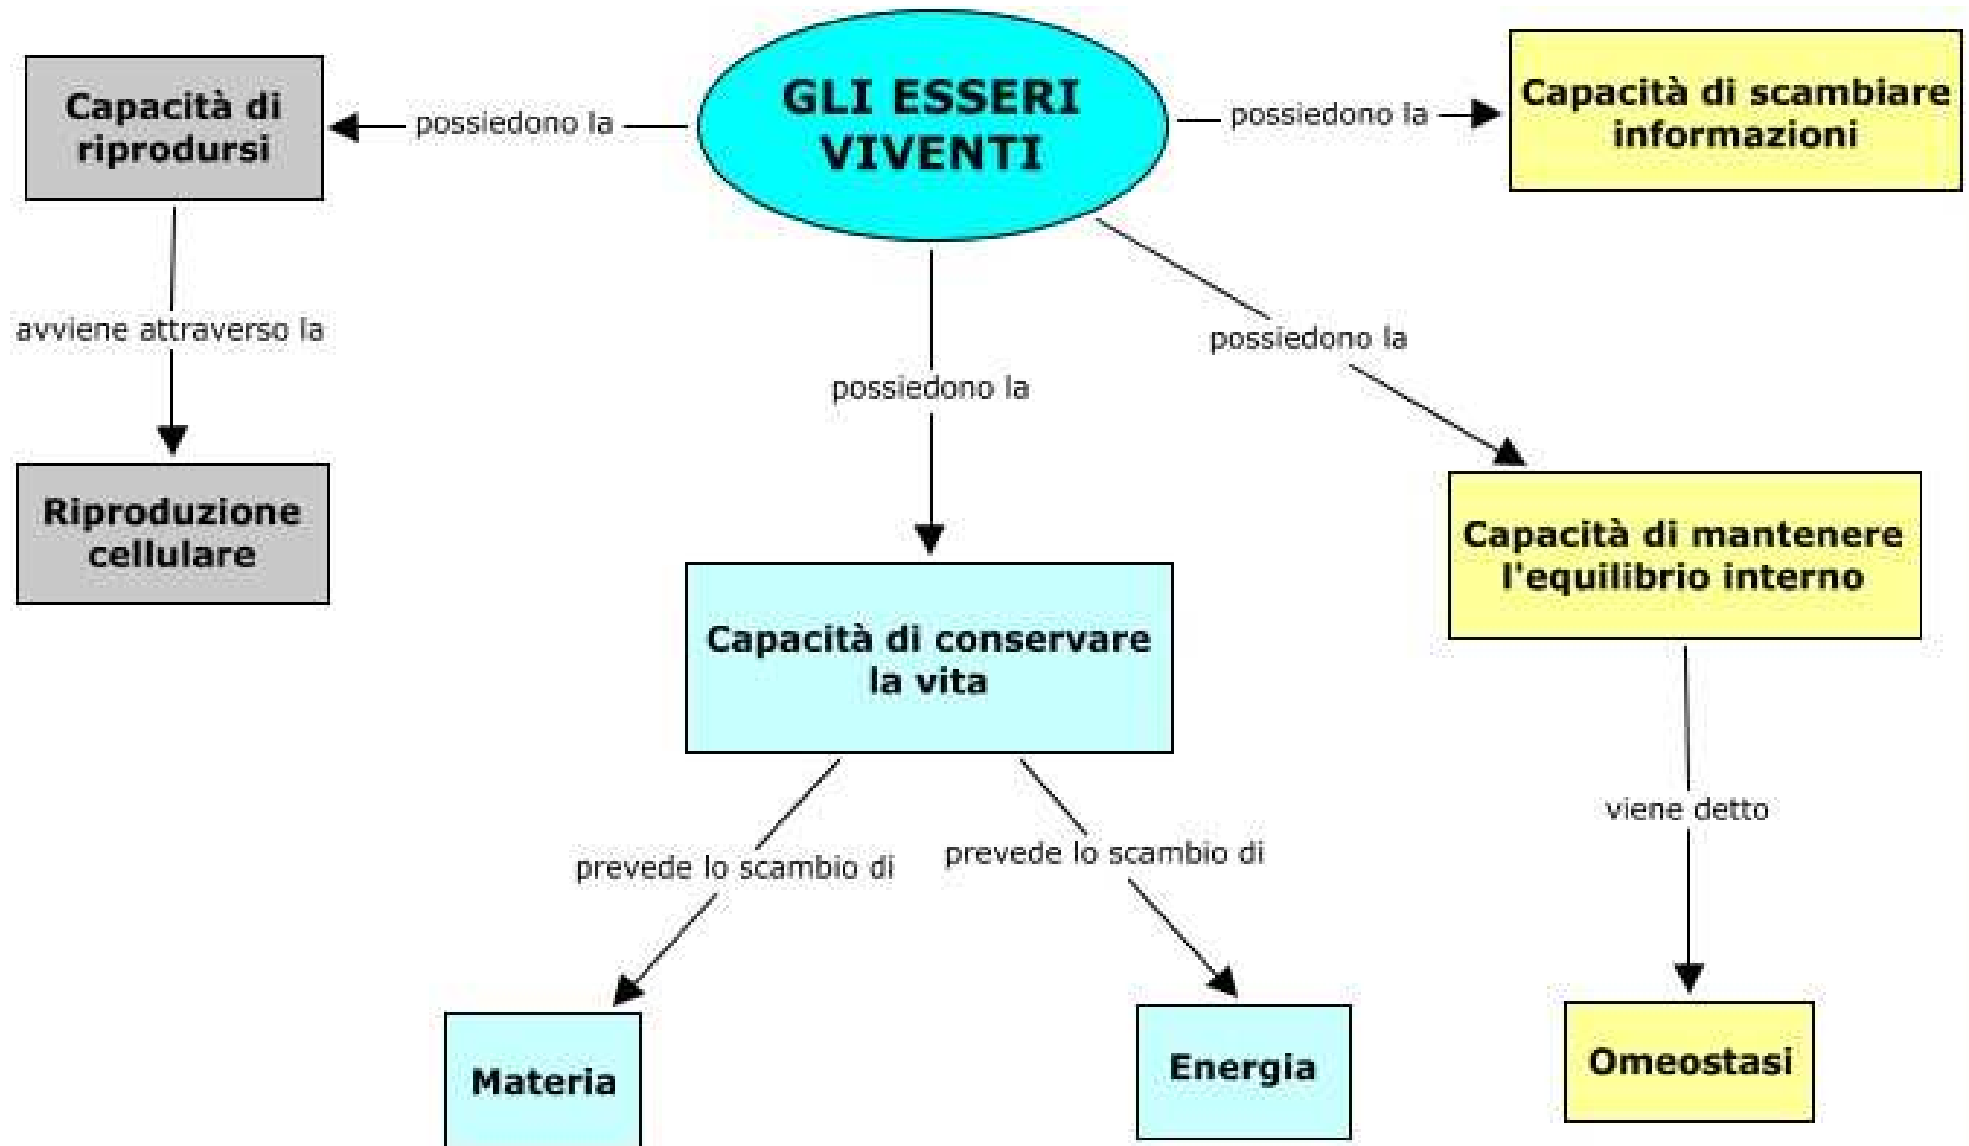 GLI ESSERI
VIVENTI
possiedono la
Capacità di
riprodursi
avviene attraverso la
Riproduzione
cellulare
possiedono la
Capacità di conservare
la vita
prevede lo scambio di
Materia
prevede lo scambio di
Energia
possiedono la
Capacità di mantenere
l'equilibrio interno
viene detto
Omeostasi
possiedono la
Capacità di scambiare
informazioni